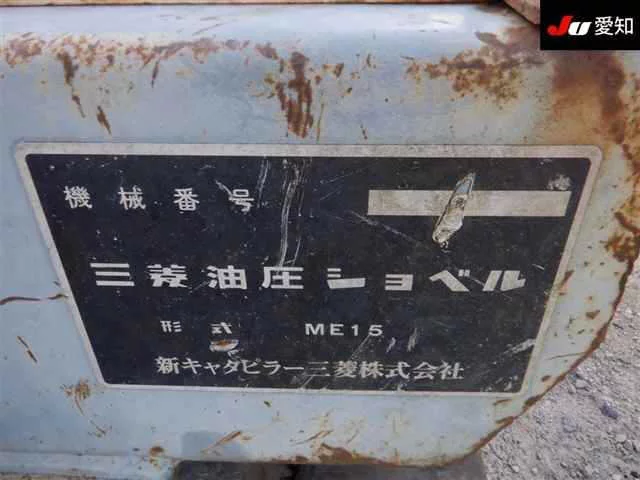 JU 愛知
機械番号
三菱油圧ショベル
形式 ME15
新キャタピラー三菱株式会社